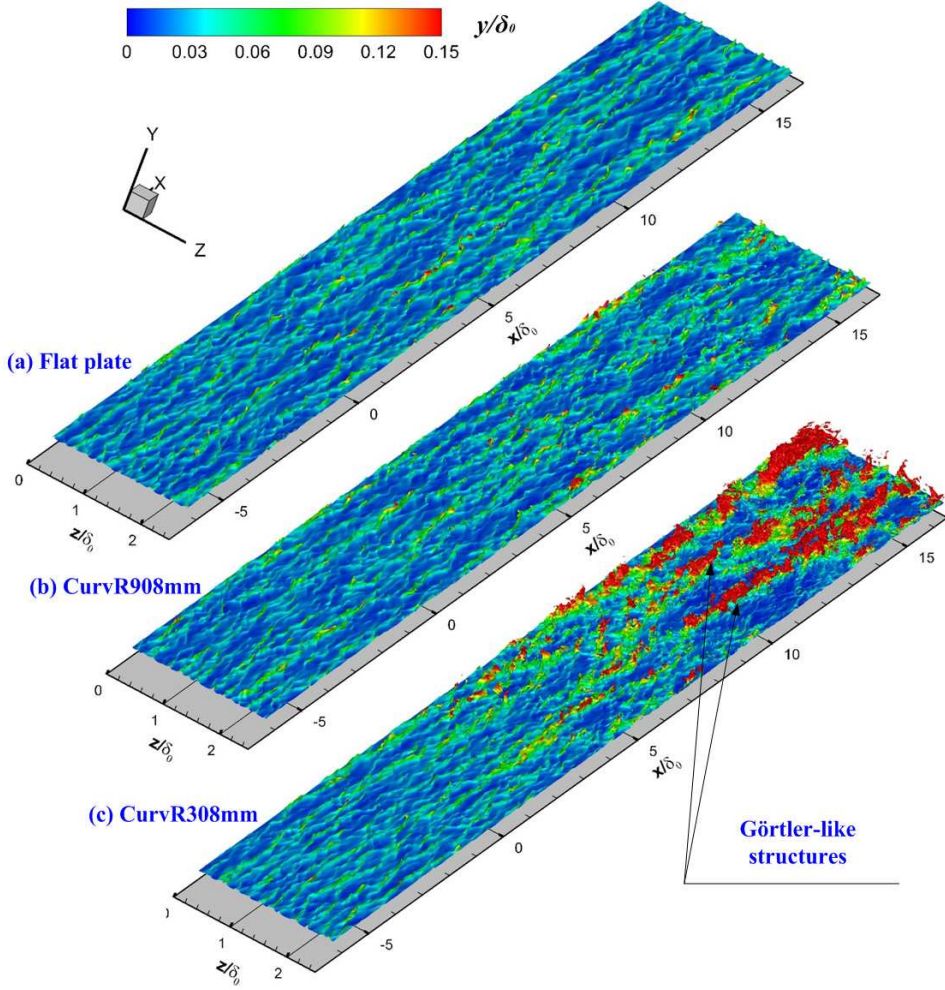 y/δ₀
0 0.03 0.06 0.09 0.12 0.15
Y
X
Z
15
10
5
x/δ₀
0
-5
(a) Flat plate
0
1
2
z/δ₀
15
10
5
x/δ₀
0
-5
(b) CurvR908mm
0
1
2
z/δ₀
15
10
5
x/δ₀
0
-5
(c) CurvR308mm
1
2
z/δ₀
Görtler-like
structures